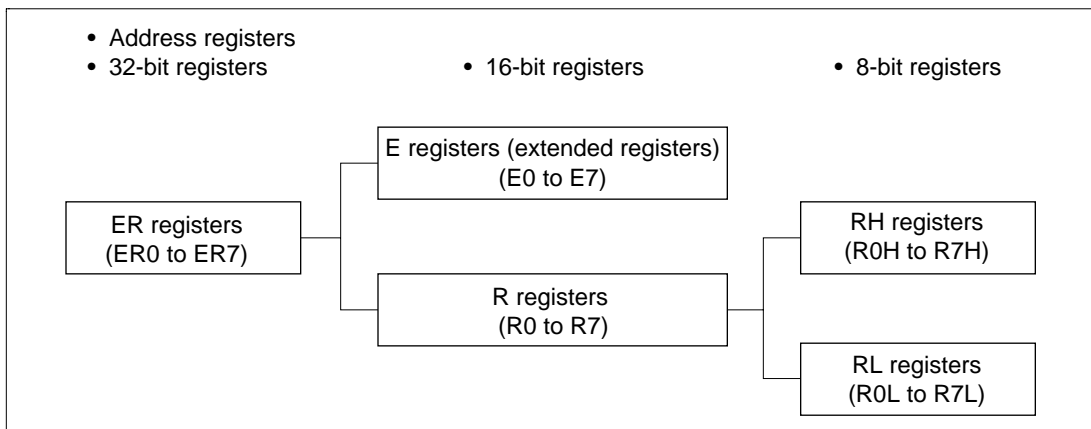 • Address registers
• 32-bit registers
• 16-bit registers
• 8-bit registers
E registers (extended registers)
(E0 to E7)
ER registers
(ER0 to ER7)
RH registers
(R0H to R7H)
R registers
(R0 to R7)
RL registers
(R0L to R7L)